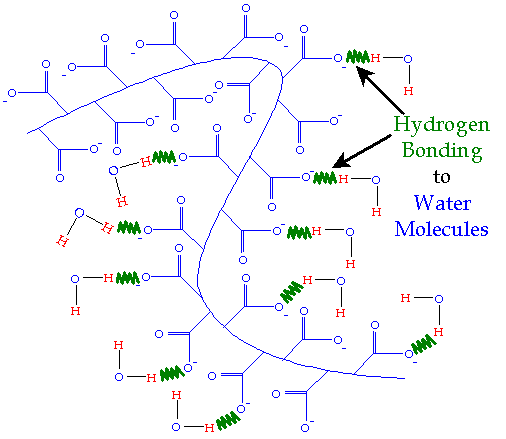 Hydrogen
Bonding
to
Water
Molecules